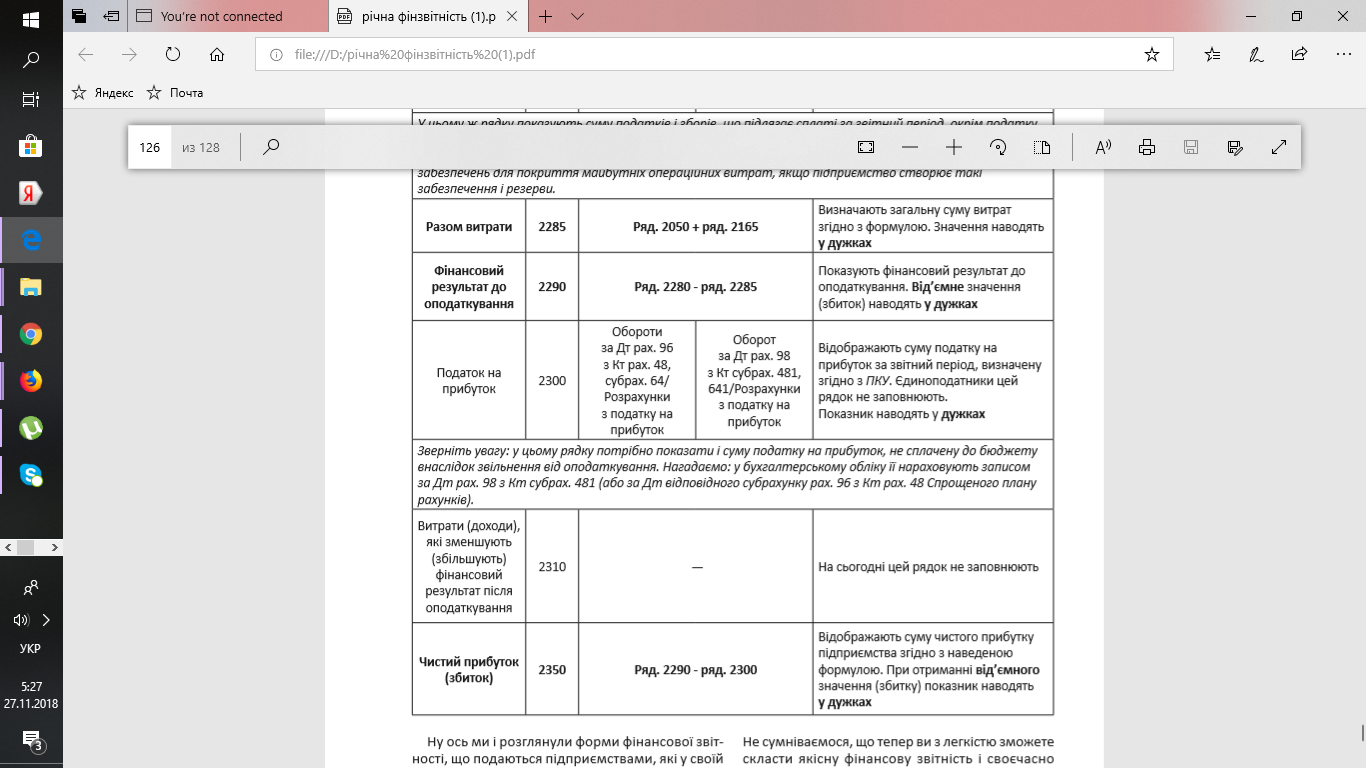 You're not connected
річна фінзвітність (1).p
file:///D:/річна%20фінзвітність%20(1).pdf
Яндекс
Почта
У цьому ж рядку показують суму податків і зборів, що підлягає сплаті за звітний період, окрім податку
126
из 128
забезпечень для покриття майбутніх операційних витрат, якщо підприємство створює такі
забезпечення і резерви.
Разом витрати
2285
Ряд. 2050 + ряд. 2165
Визначають загальну суму витрат
згідно з формулою. Значення наводять
у дужках
Фінансовий
результат до
оподаткування
2290
Ряд. 2280 - ряд. 2285
Показують фінансовий результат до
оподаткування. Від’ємне значення
(збиток) наводять у дужках
Податок на
прибуток
2300
Обороти
за Дт рах. 96
з Кт рах. 48,
субрах. 64/
Розрахунки
з податку на
прибуток
Оборот
за Дт рах. 98
з Кт субрах. 481,
641/Розрахунки
з податку на
прибуток
Відображають суму податку на
прибуток за звітний період, визначену
згідно з ПКУ. Єдиноподатники цей
рядок не заповнюють.
Показник наводять у дужках
Зверніть увагу: у цьому рядку потрібно показати і суму податку на прибуток, не сплачену до бюджету
внаслідок звільнення від оподаткування. Нагадаємо: у бухгалтерському обліку її нараховують записом
за Дт рах. 98 з Кт субрах. 481 (або за Дт відповідного субрахунку рах. 96 з Кт рах. 48 Спрощеного плану
рахунків).
Витрати (доходи),
які зменшують
(збільшують)
фінансовий
результат після
оподаткування
2310
—
На сьогодні цей рядок не заповнюють
Чистий прибуток
(збиток)
2350
Ряд. 2290 - ряд. 2300
Відображають суму чистого прибутку
підприємства згідно з наведеною
формулою. При отриманні від’ємного
значення (збитку) показник наводять
у дужках
Ну ось ми і розглянули форми фінансової звіт-
ності, що подаються підприємствами, які у своїй
Не сумніваємося, що тепер ви з легкістю зможете
скласти якісну фінансову звітність і своєчасно
УКР
5:27
27.11.2018
3